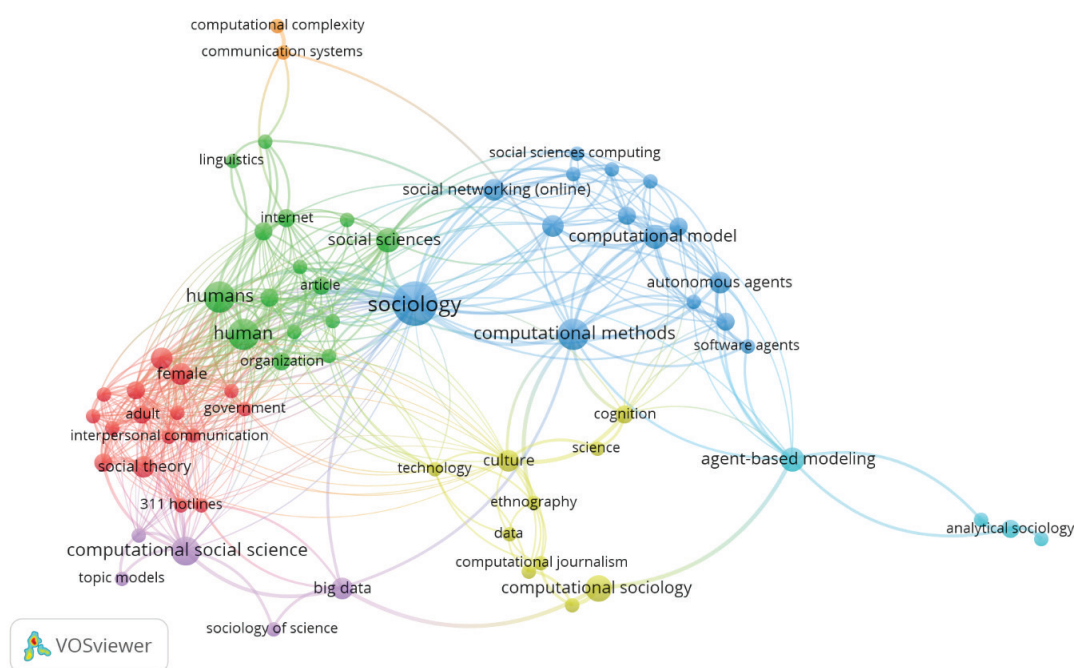 computational complexity
communication systems
linguistics
social sciences computing
social networking (online)
internet
social sciences
computational model
article
autonomous agents
humans
sociology
human
computational methods
software agents
organization
female
adult
government
cognition
interpersonal communication
science
social theory
technology
culture
agent-based modeling
311 hotlines
ethnography
analytical sociology
data
computational social science
computational journalism
topic models
big data
computational sociology
sociology of science
VOSviewer